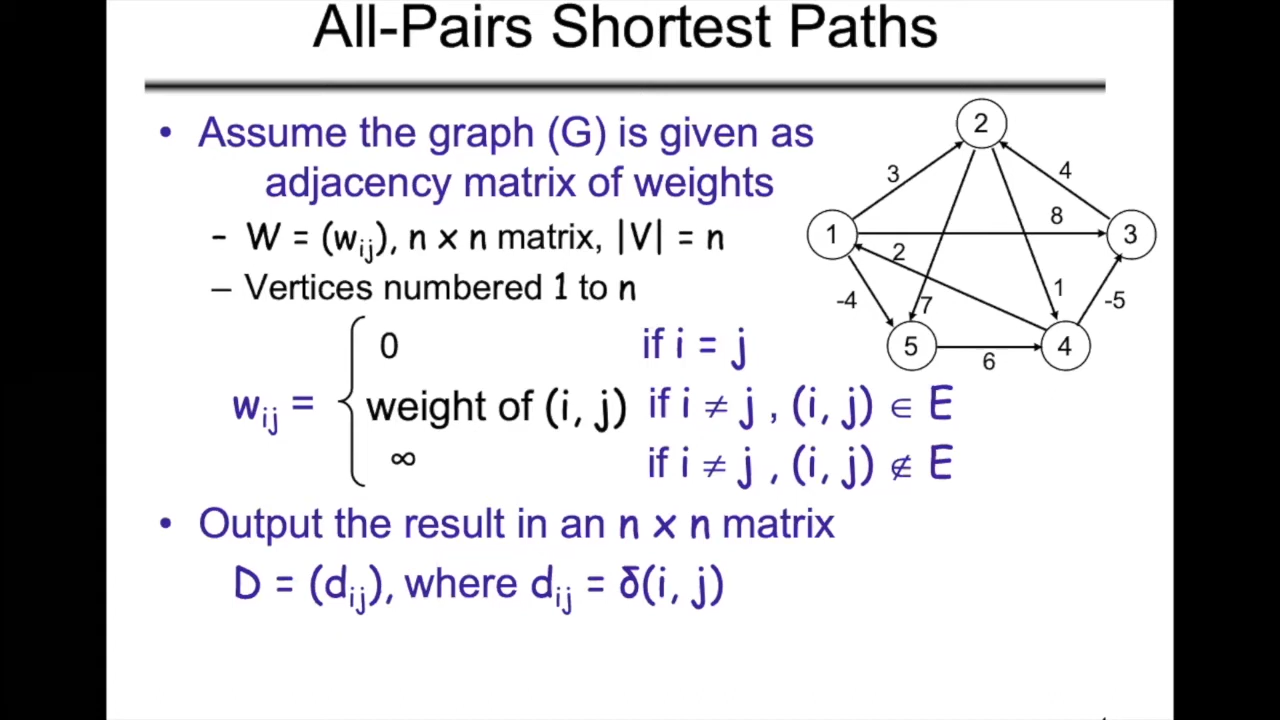 All-Pairs Shortest Paths
• Assume the graph (G) is given as
adjacency matrix of weights
- W = (wij), n x n matrix, |V| = n
– Vertices numbered 1 to n
0 if i = j
wij = weight of (i, j) if i ≠ j , (i, j) ∈ E
∞ if i ≠ j , (i, j) ∉ E
• Output the result in an n x n matrix
D = (dij), where dij = δ(i, j)
2
3
4
8
1
3
2
-4
7
1
-5
5
4
6